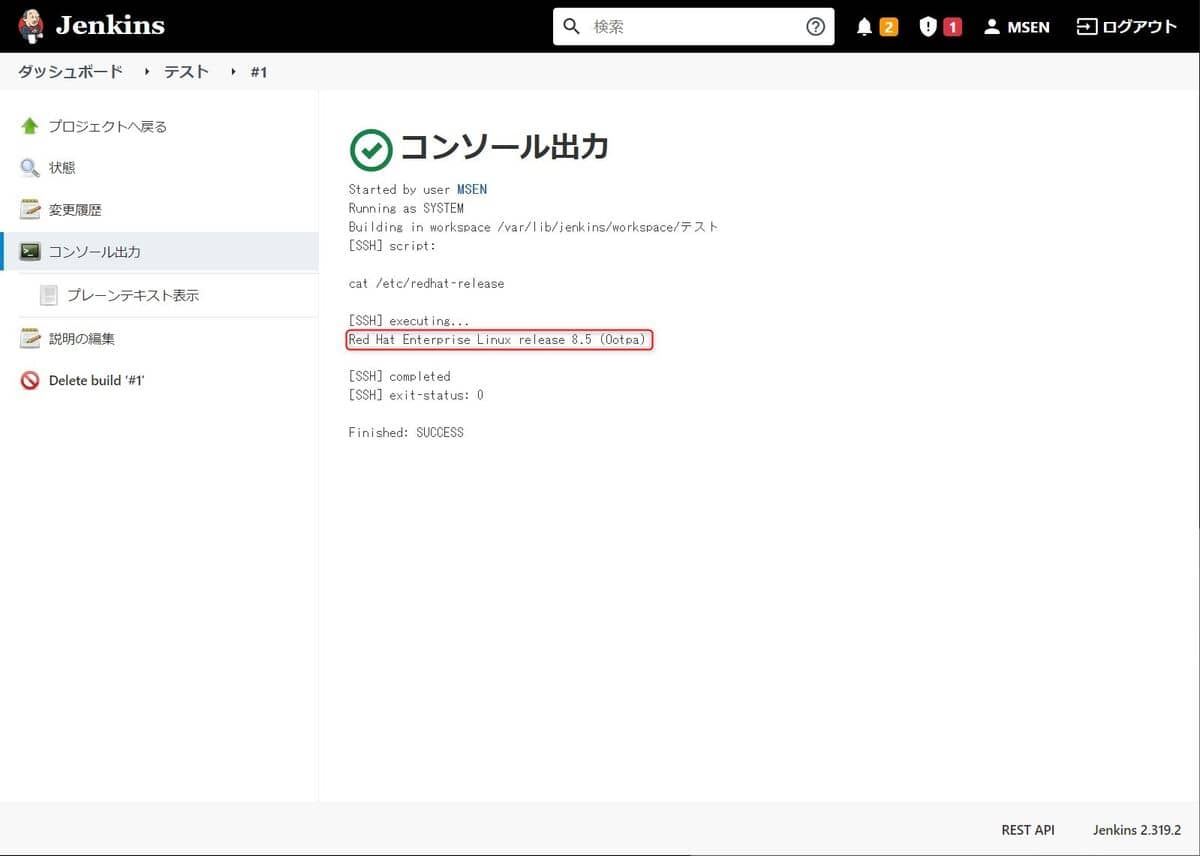 Jenkins
検索
2
1
MSEN
ログアウト
ダッシュボード
テスト
#1
プロジェクトへ戻る
状態
変更履歴
コンソール出力
プレーンテキスト表示
説明の編集
Delete build '#1'
コンソール出力
Started by user MSEN
Running as SYSTEM
Building in workspace /var/lib/jenkins/workspace/テスト
[SSH] script:
cat /etc/redhat-release
[SSH] executing...
Red Hat Enterprise Linux release 8.5 (Ootpa)
[SSH] completed
[SSH] exit-status: 0
Finished: SUCCESS
REST API
Jenkins 2.319.2